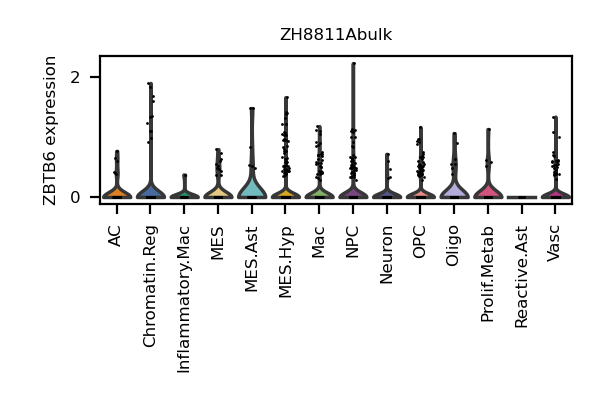 ZH8811Abulk
ZBTB6 expression
2
0
AC
Chromatin.Reg
Inflammatory.Mac
MES
MES.Ast
MES.Hyp
Mac
NPC
Neuron
OPC
Oligo
Prolif.Metab
Reactive.Ast
Vasc